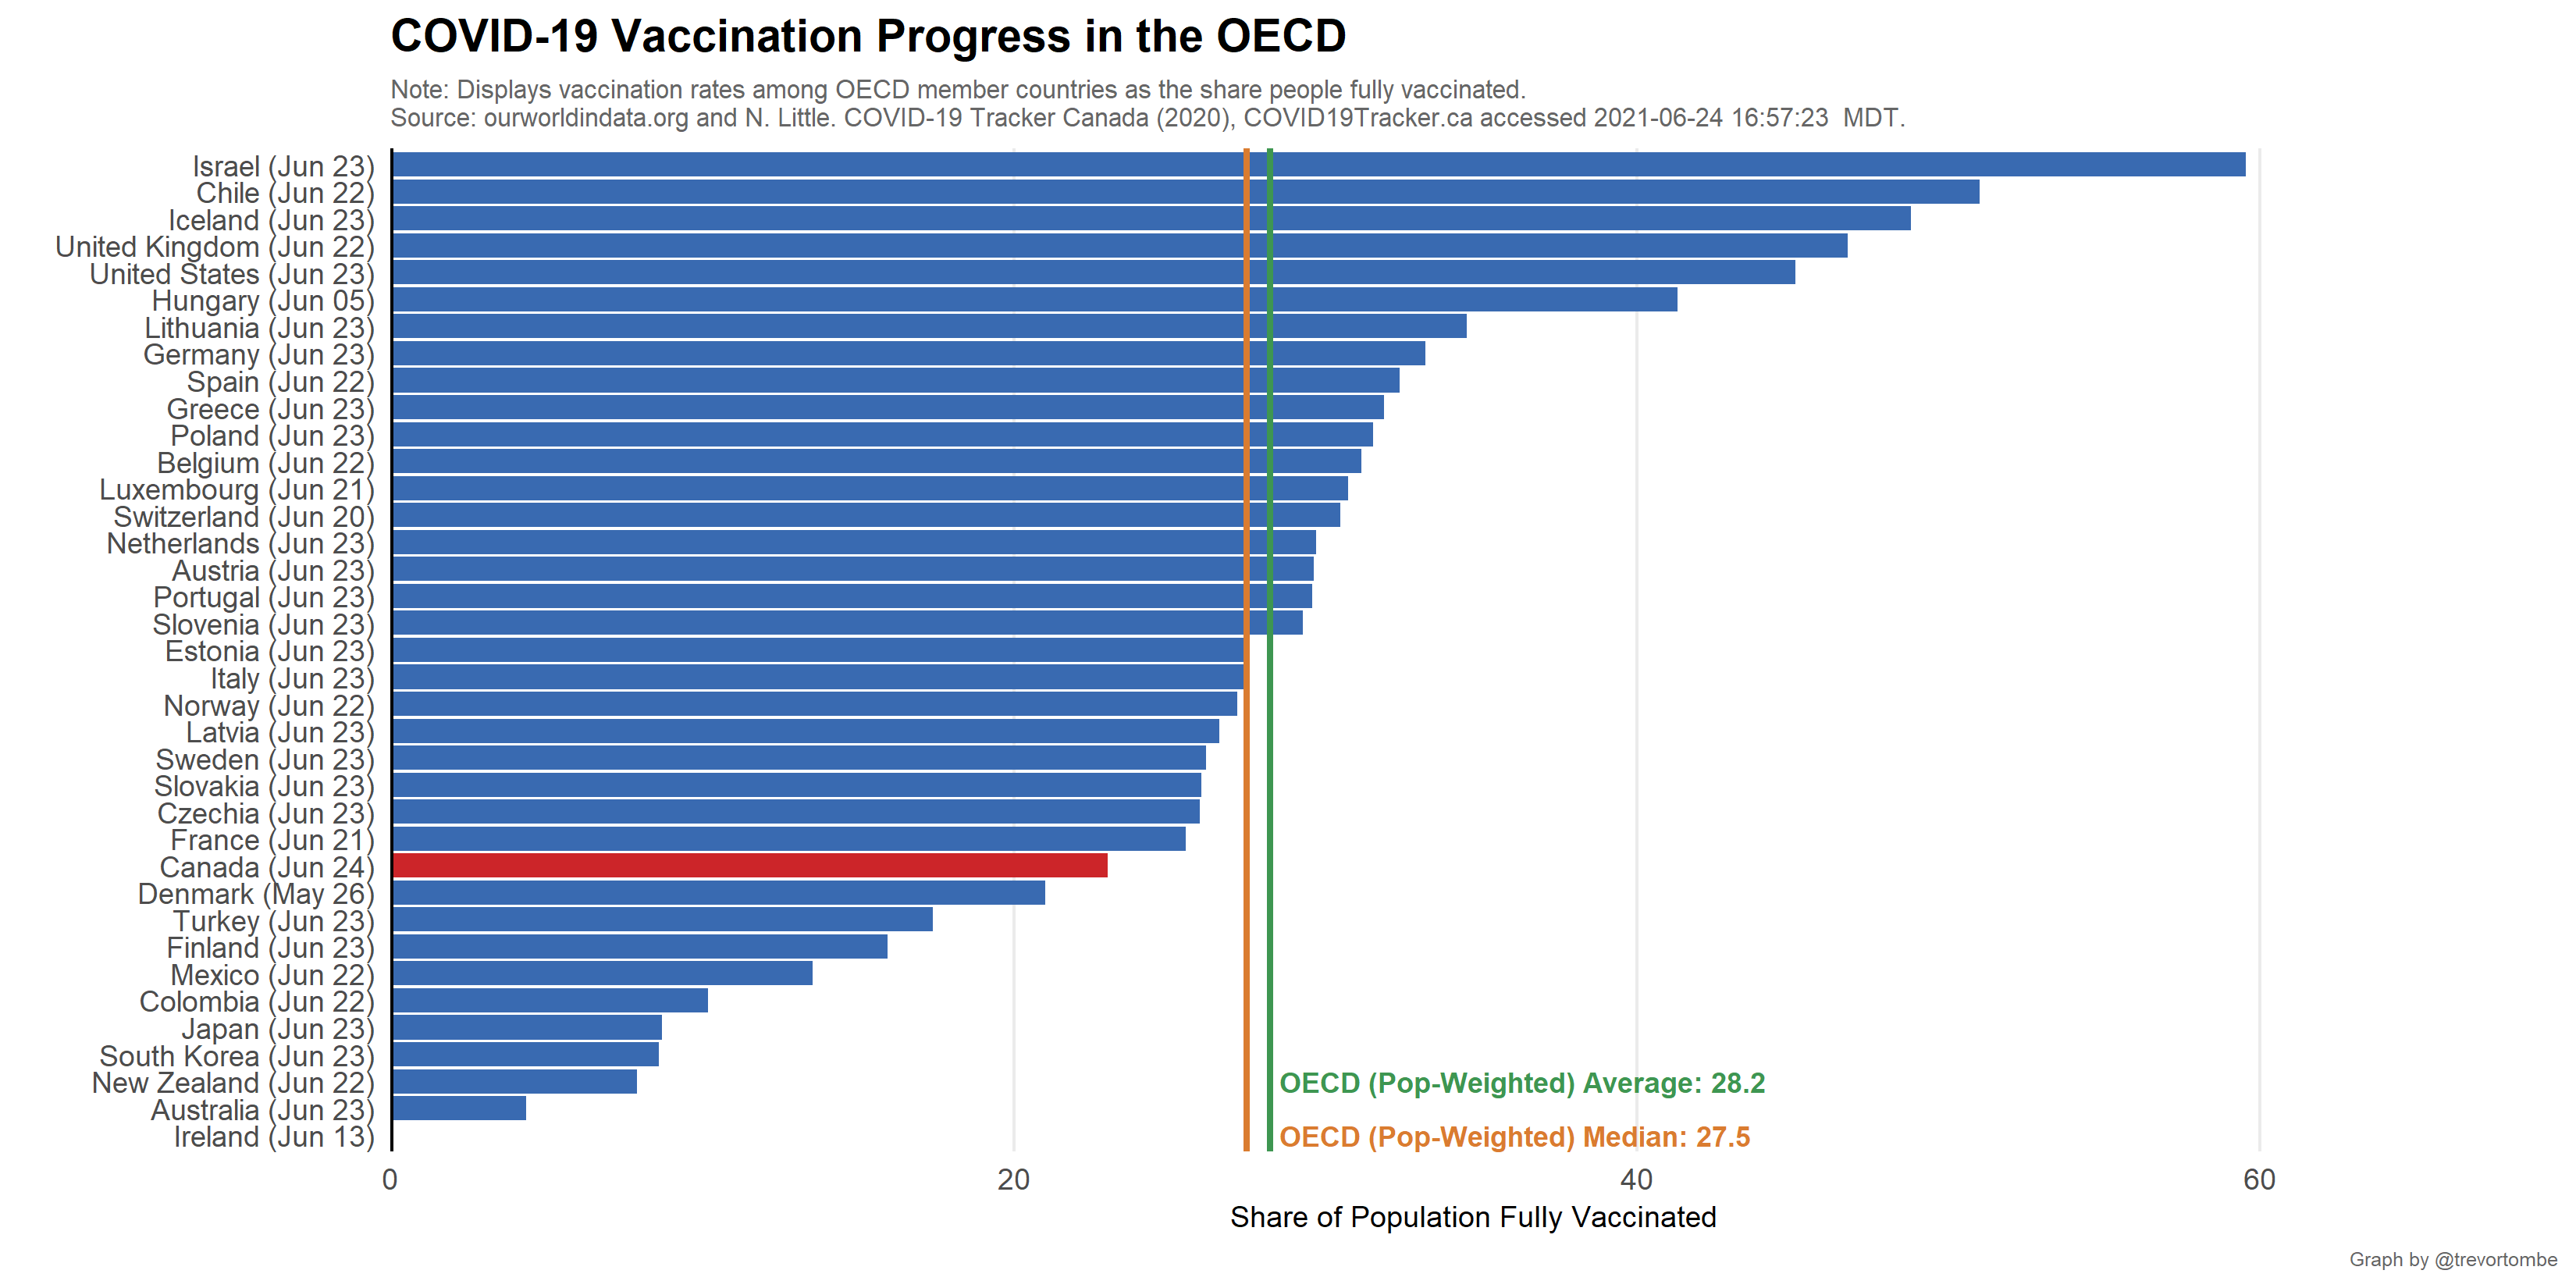 COVID-19 Vaccination Progress in the OECD
Note: Displays vaccination rates among OECD member countries as the share people fully vaccinated.
Source: ourworldindata.org and N. Little. COVID-19 Tracker Canada (2020), COVID19Tracker.ca accessed 2021-06-24 16:57:23  MDT.
Israel (Jun 23)
Chile (Jun 22)
Iceland (Jun 23)
United Kingdom (Jun 22)
United States (Jun 23)
Hungary (Jun 05)
Lithuania (Jun 23)
Germany (Jun 23)
Spain (Jun 22)
Greece (Jun 23)
Poland (Jun 23)
Belgium (Jun 22)
Luxembourg (Jun 21)
Switzerland (Jun 20)
Netherlands (Jun 23)
Austria (Jun 23)
Portugal (Jun 23)
Slovenia (Jun 23)
Estonia (Jun 23)
Italy (Jun 23)
Norway (Jun 22)
Latvia (Jun 23)
Sweden (Jun 23)
Slovakia (Jun 23)
Czechia (Jun 23)
France (Jun 21)
Canada (Jun 24)
Denmark (May 26)
Turkey (Jun 23)
Finland (Jun 23)
Mexico (Jun 22)
Colombia (Jun 22)
Japan (Jun 23)
South Korea (Jun 23)
New Zealand (Jun 22)
OECD (Pop-Weighted) Average: 28.2
Australia (Jun 23)
Ireland (Jun 13)
OECD (Pop-Weighted) Median: 27.5
0 20 40 60
Share of Population Fully Vaccinated
Graph by @trevortombe